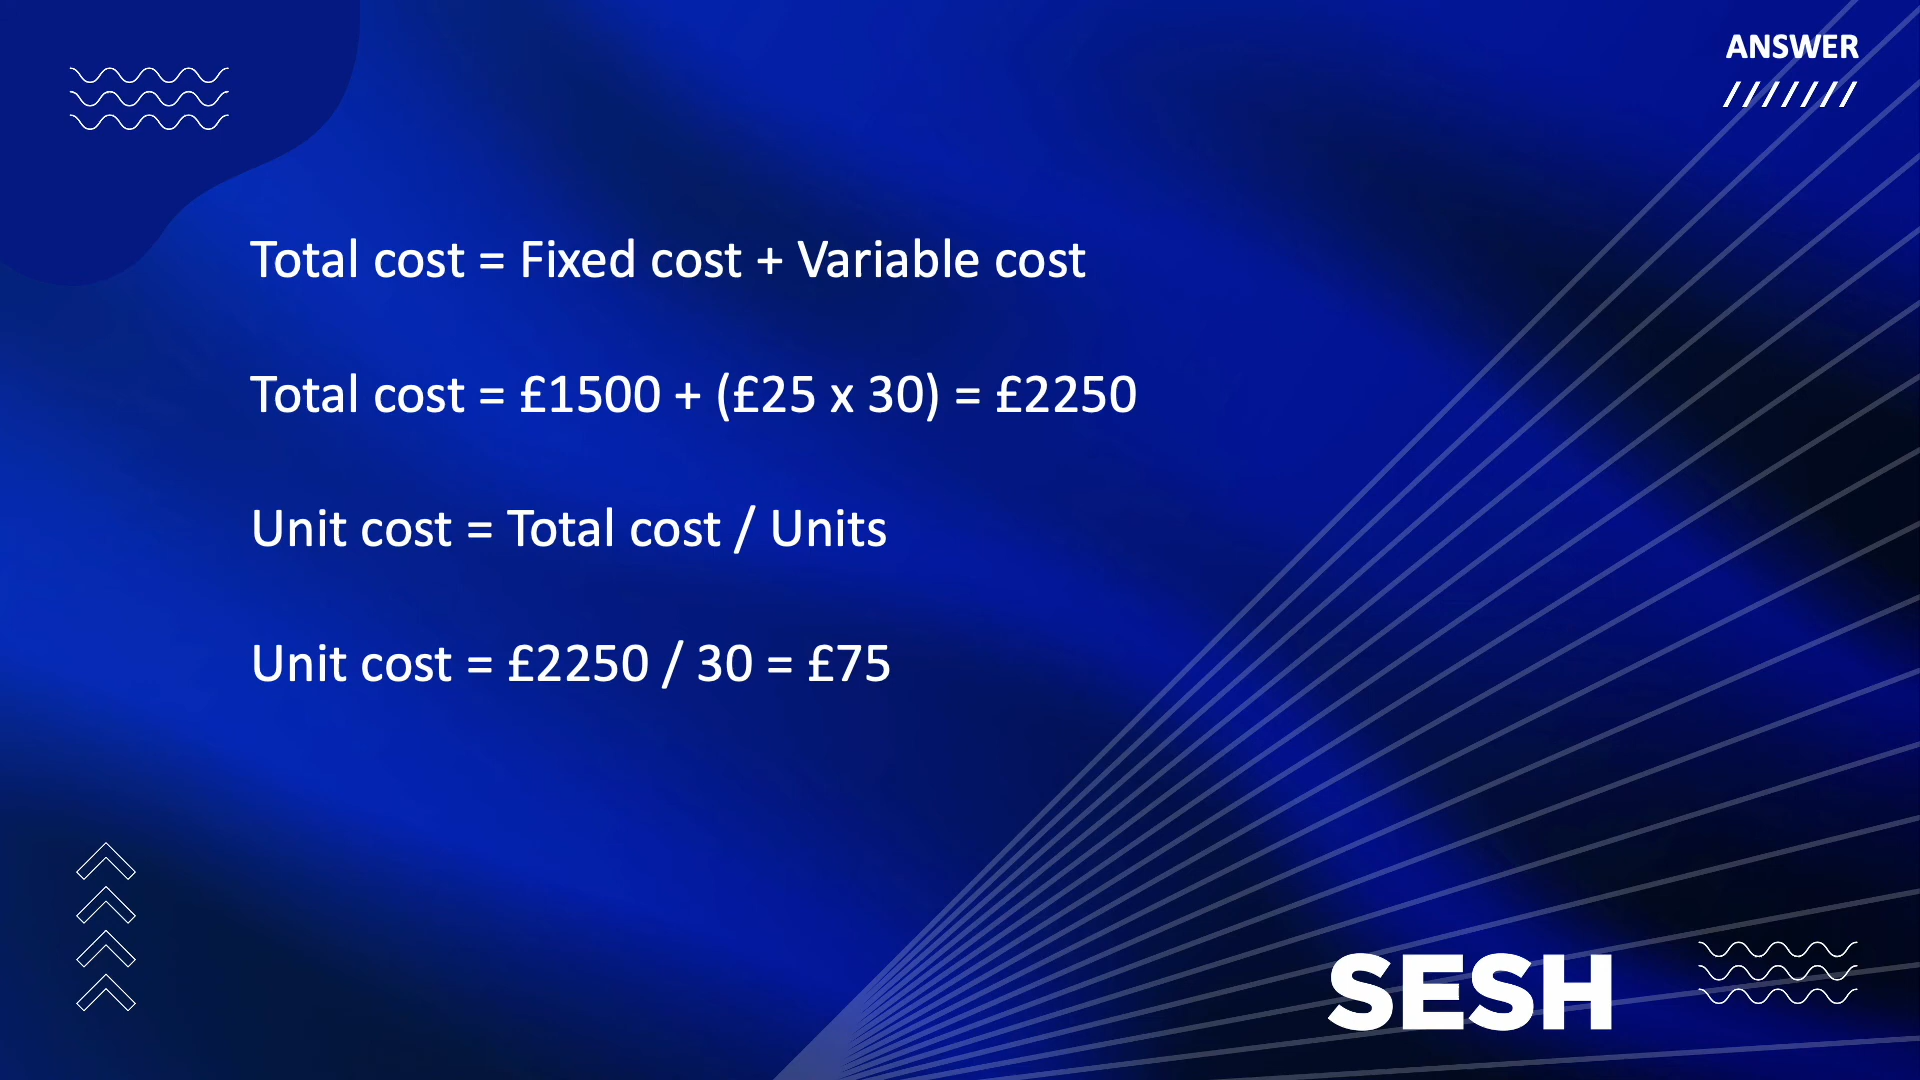 ANSWER
Total cost = Fixed cost + Variable cost
Total cost = £1500 + (£25 x 30) = £2250
Unit cost = Total cost / Units
Unit cost = £2250 / 30 = £75
SESH